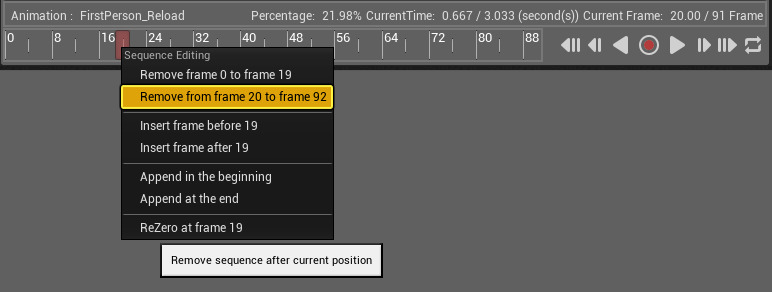 Animation : FirstPerson_Reload Percentage: 21.98% CurrentTime: 0.667 / 3.033 (second(s)) Current Frame: 20.00 / 91 Frame
0 8 16 24 32 40 48 56 64 72 80 88
Sequence Editing
Remove frame 0 to frame 19
Remove from frame 20 to frame 92
Insert frame before 19
Insert frame after 19
Append in the beginning
Append at the end
ReZero at frame 19
Remove sequence after current position